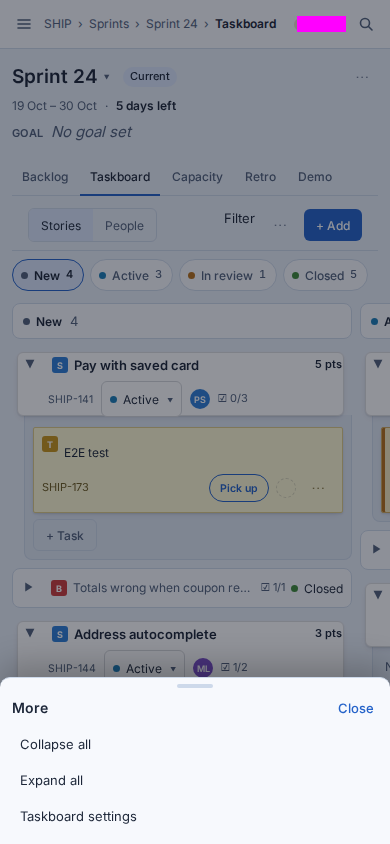 SHIP › Sprints › Sprint 24 › Taskboard
Sprint 24 ▾ Current ...
19 Oct – 30 Oct · 5 days left
GOAL No goal set
Backlog Taskboard Capacity Retro Demo
Stories People Filter ... + Add
New 4 Active 3 In review 1 Closed 5
New 4 A
S Pay with saved card 5 pts
SHIP-141 Active ▾ PS ☑ 0/3
T E2E test
SHIP-173 Pick up ...
+ Task
B Totals wrong when coupon re... ☑ 1/1 Closed
S Address autocomplete 3 pts
SHIP-144 Active ▾ ML ☑ 1/2
More Close
Collapse all
Expand all
Taskboard settings